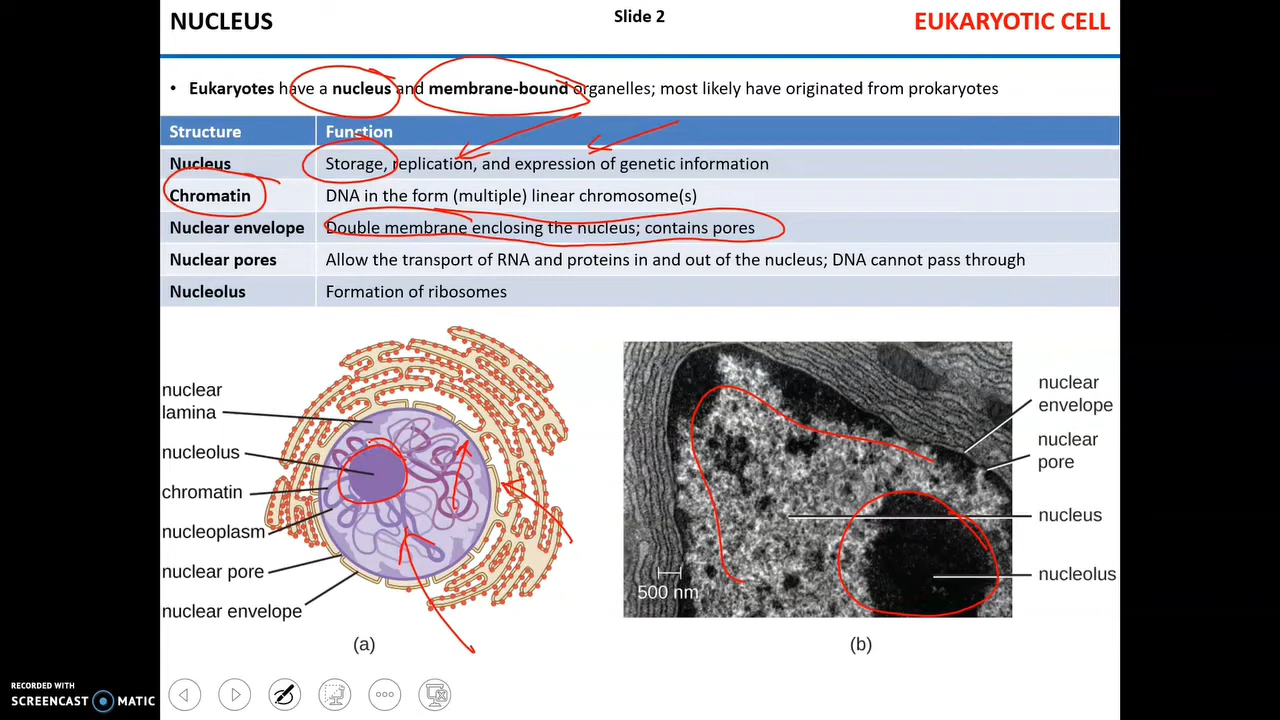 NUCLEUS
Slide 2
EUKARYOTIC CELL
• Eukaryotes have a nucleus and membrane-bound organelles; most likely have originated from prokaryotes
Structure Function
Nucleus Storage, replication, and expression of genetic information
Chromatin DNA in the form (multiple) linear chromosome(s)
Nuclear envelope Double membrane enclosing the nucleus; contains pores
Nuclear pores Allow the transport of RNA and proteins in and out of the nucleus; DNA cannot pass through
Nucleolus Formation of ribosomes
nuclear
lamina
nucleolus
chromatin
nucleoplasm
nuclear pore
nuclear envelope
(a)
500 nm
nuclear
envelope
nuclear
pore
nucleus
nucleolus
(b)
RECORDED WITH
SCREENCAST MATIC